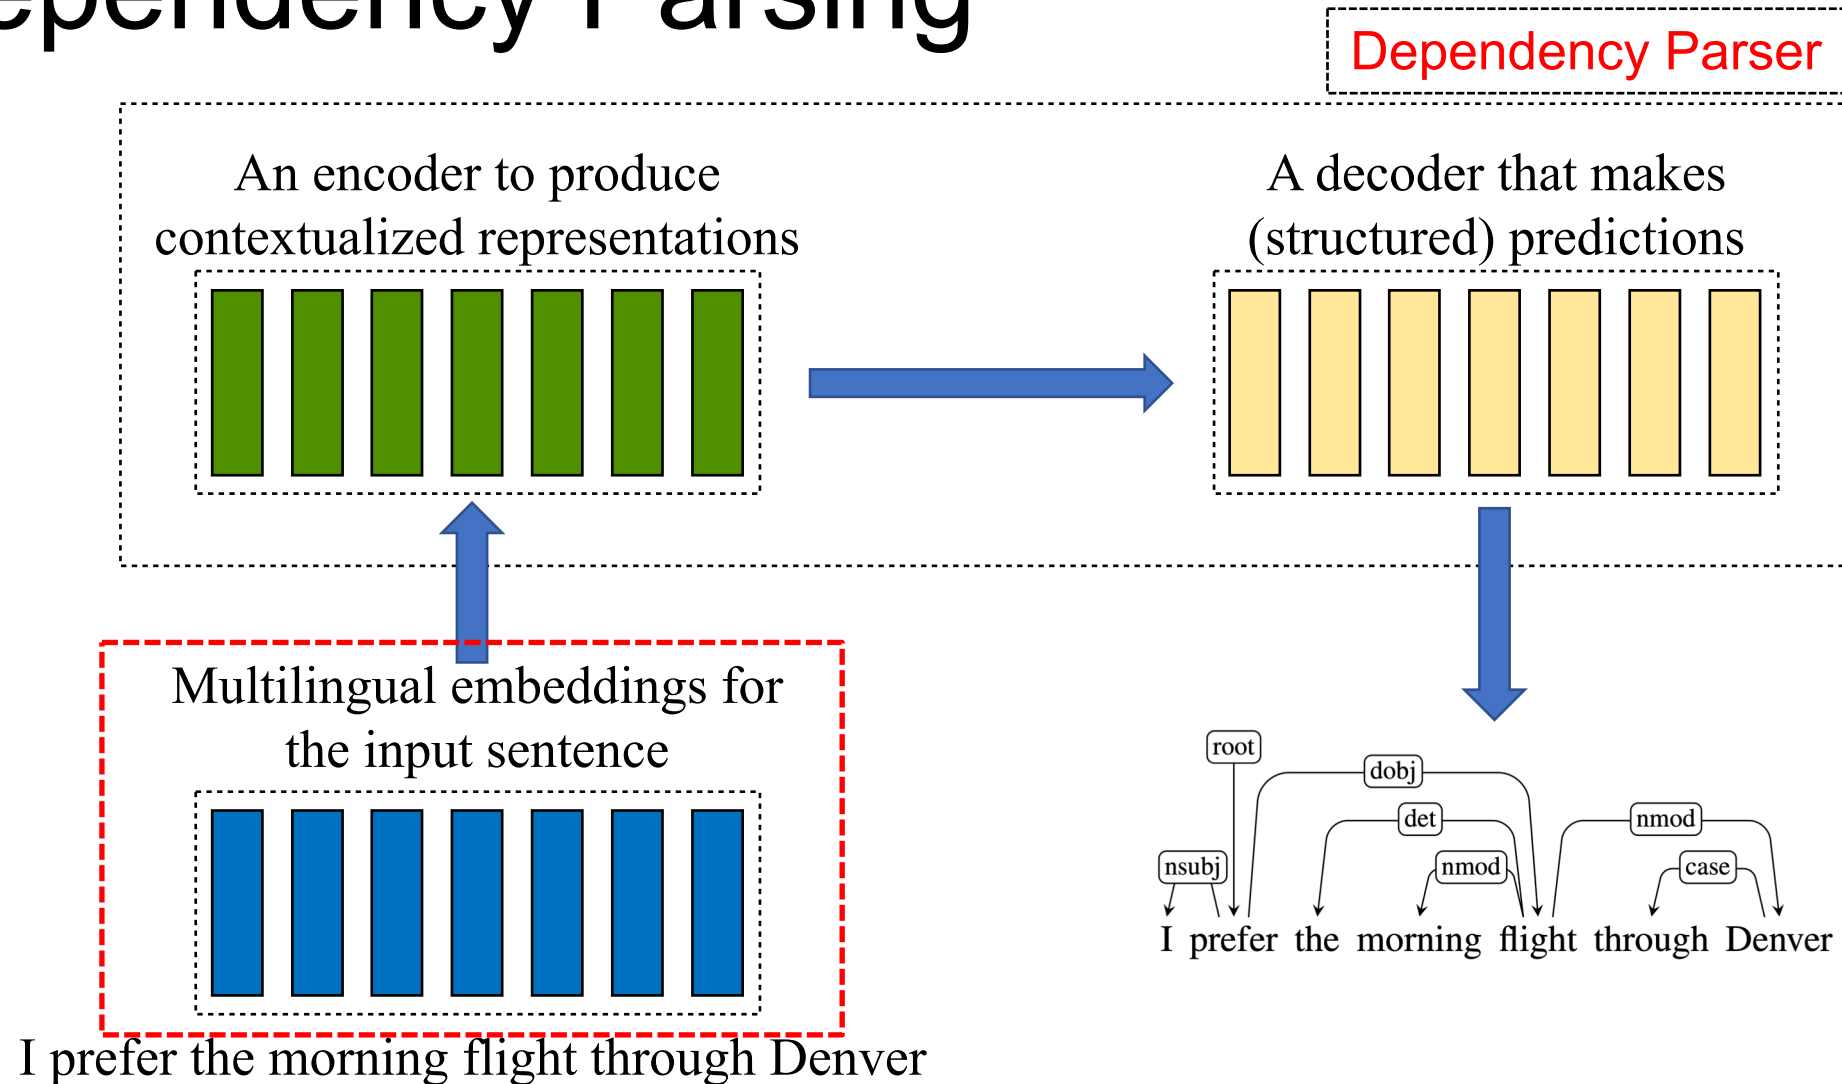 ependency Parsing
Dependency Parser
An encoder to produce
contextualized representations
A decoder that makes
(structured) predictions
Multilingual embeddings for
the input sentence
root
dobj
det
nmod
nsubj
nmod
case
I prefer the morning flight through Denver
I prefer the morning flight through Denver